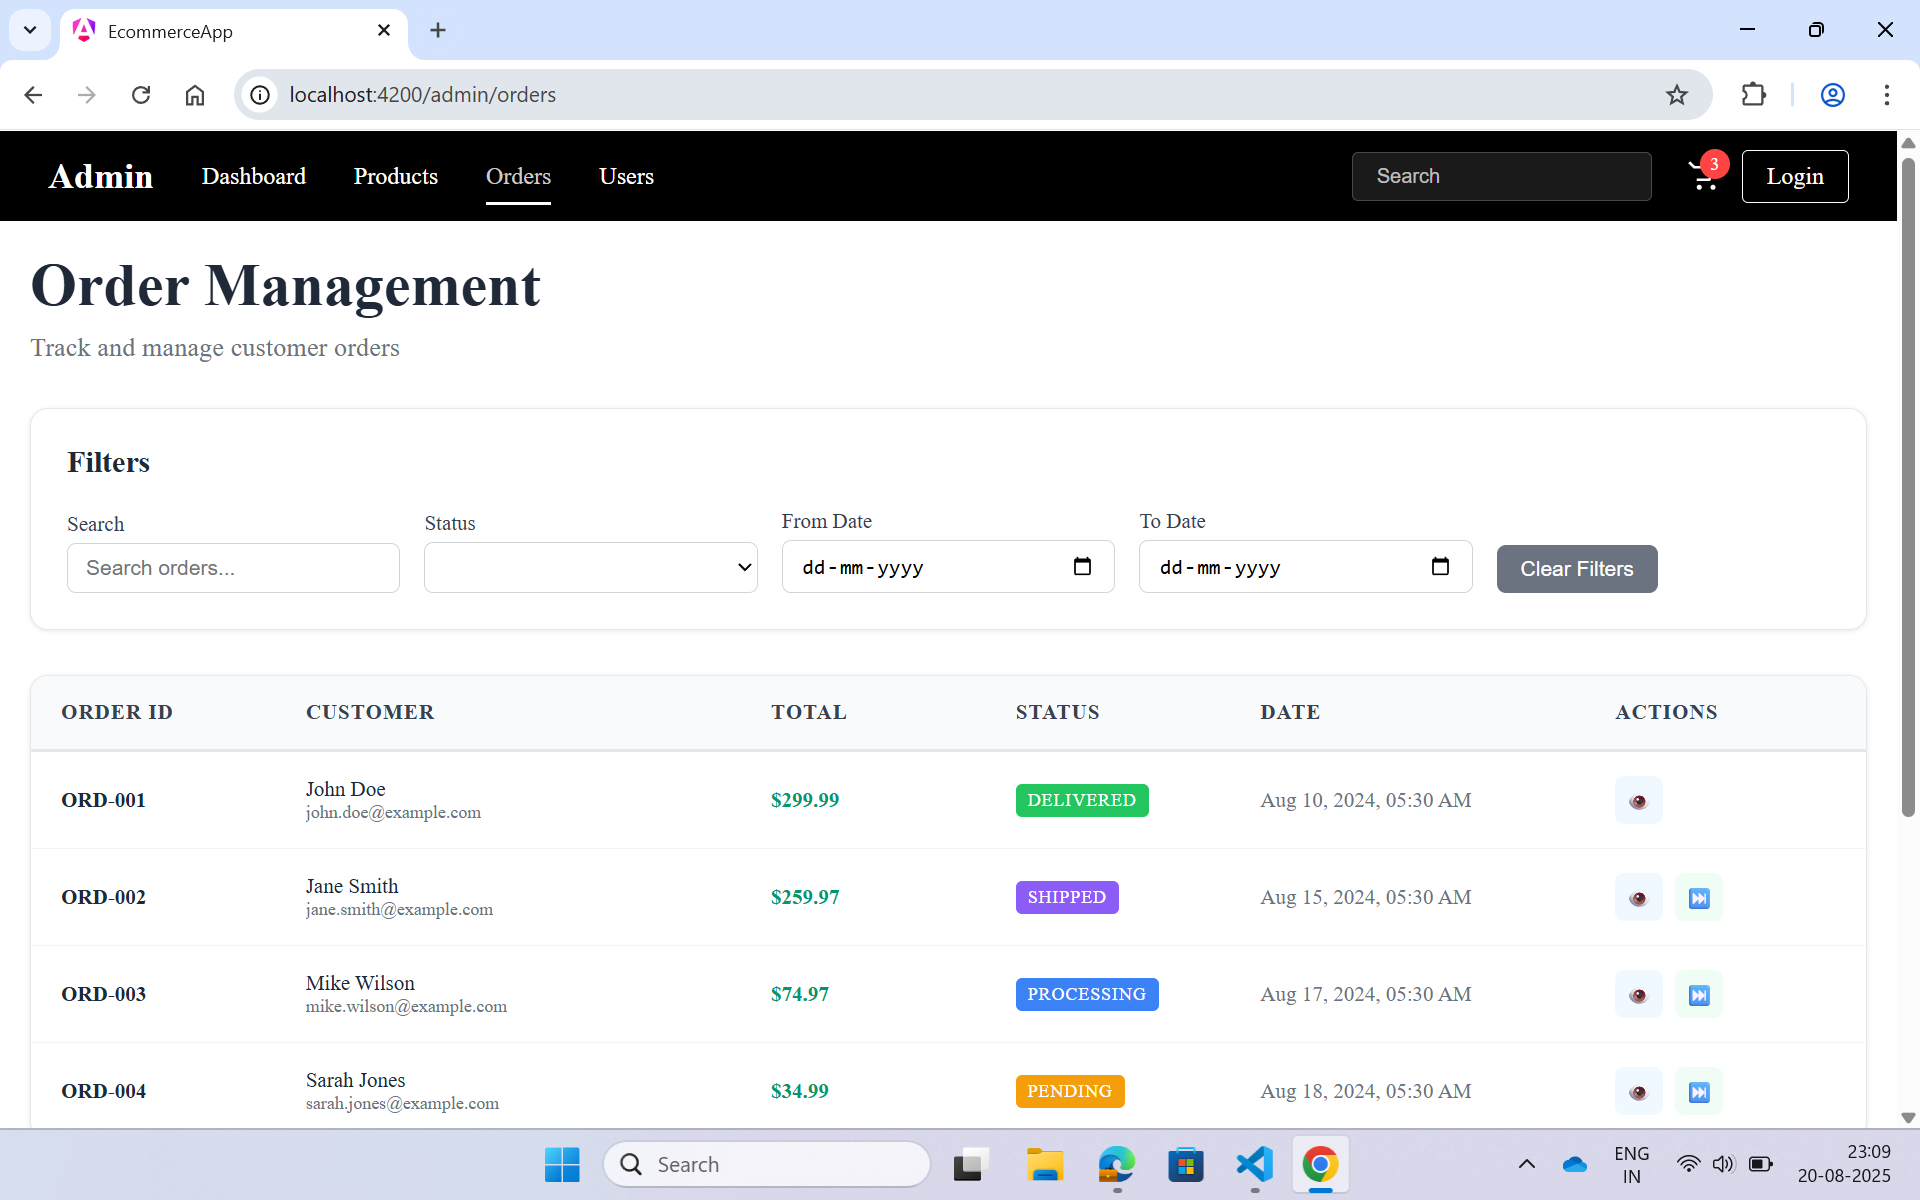 EcommerceApp
localhost:4200/admin/orders
Admin Dashboard Products Orders Users Search 3 Login
Order Management
Track and manage customer orders
Filters
Search Status From Date To Date
Search orders... dd-mm-yyyy dd-mm-yyyy Clear Filters
ORDER ID CUSTOMER TOTAL STATUS DATE ACTIONS
ORD-001 John Doe $299.99 DELIVERED Aug 10, 2024, 05:30 AM
john.doe@example.com
ORD-002 Jane Smith $259.97 SHIPPED Aug 15, 2024, 05:30 AM
jane.smith@example.com
ORD-003 Mike Wilson $74.97 PROCESSING Aug 17, 2024, 05:30 AM
mike.wilson@example.com
ORD-004 Sarah Jones $34.99 PENDING Aug 18, 2024, 05:30 AM
sarah.jones@example.com
Search ENG 23:09
IN 20-08-2025